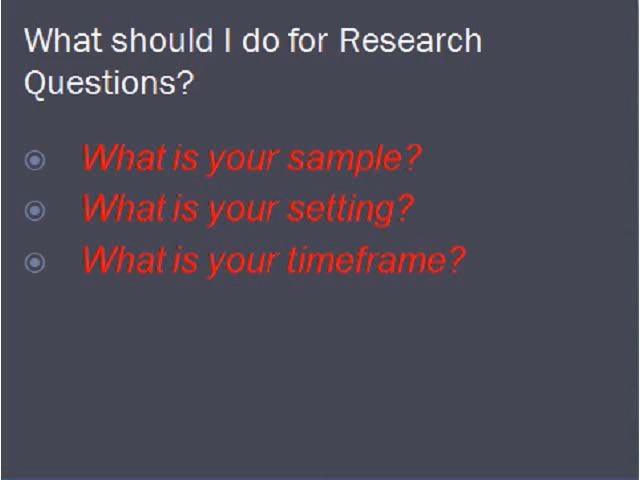 What should I do for Research
Questions?
What is your sample?
What is your setting?
What is your timeframe?